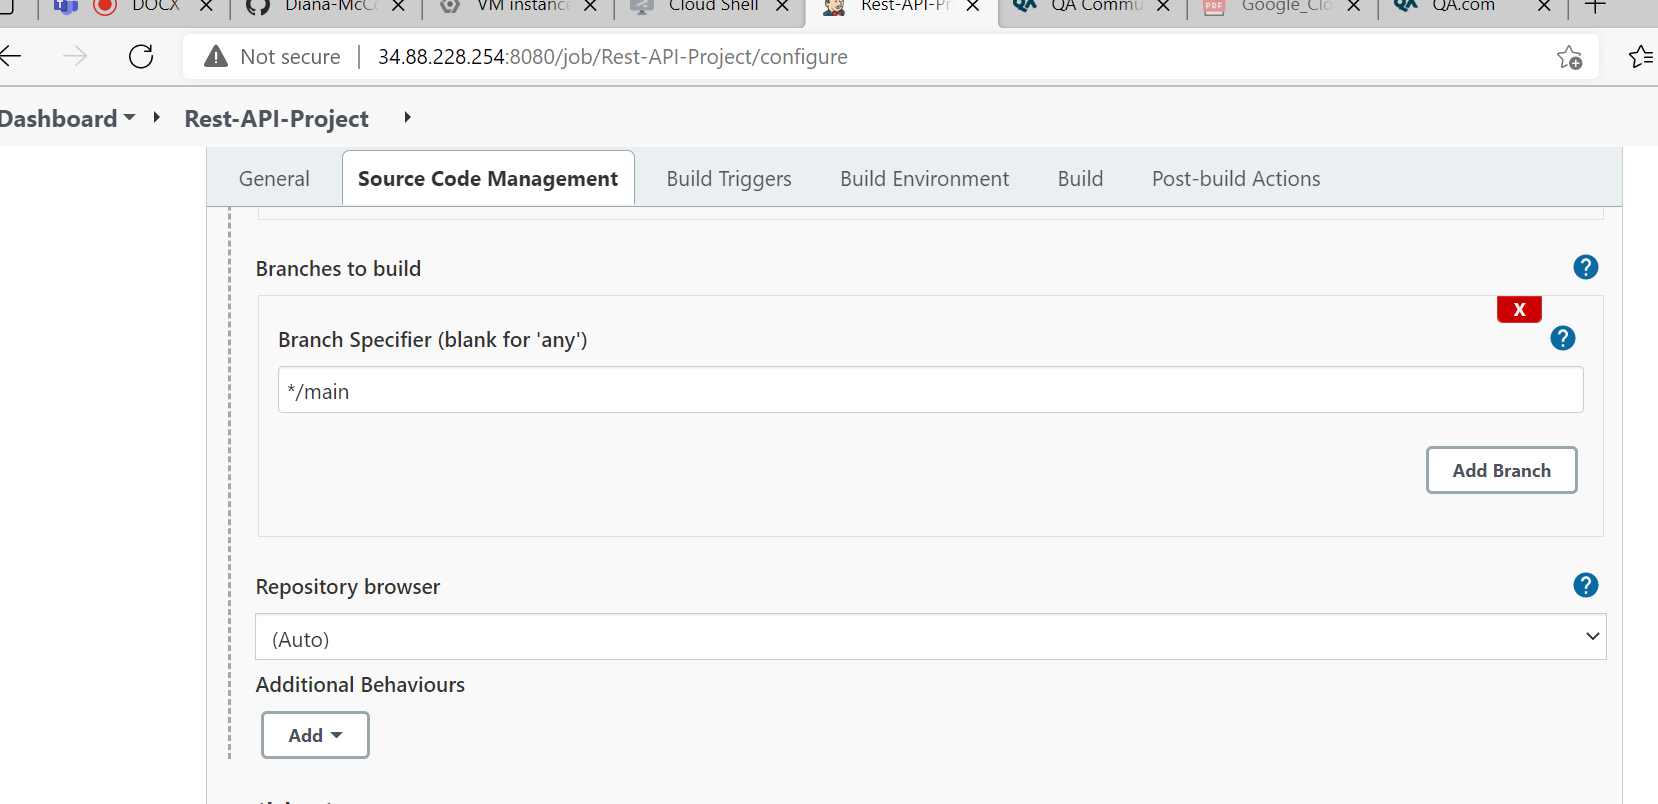 DOCX
Diana-McCo
VM instance
Cloud Shell
Rest-API-Pr
QA Commu
PDF
Google_Clo
QA.com
Not secure
34.88.228.254:8080/job/Rest-API-Project/configure
Dashboard
Rest-API-Project
General
Source Code Management
Build Triggers
Build Environment
Build
Post-build Actions
Branches to build
?
X
Branch Specifier (blank for 'any')
?
*/main
Add Branch
Repository browser
?
(Auto)
Additional Behaviours
Add